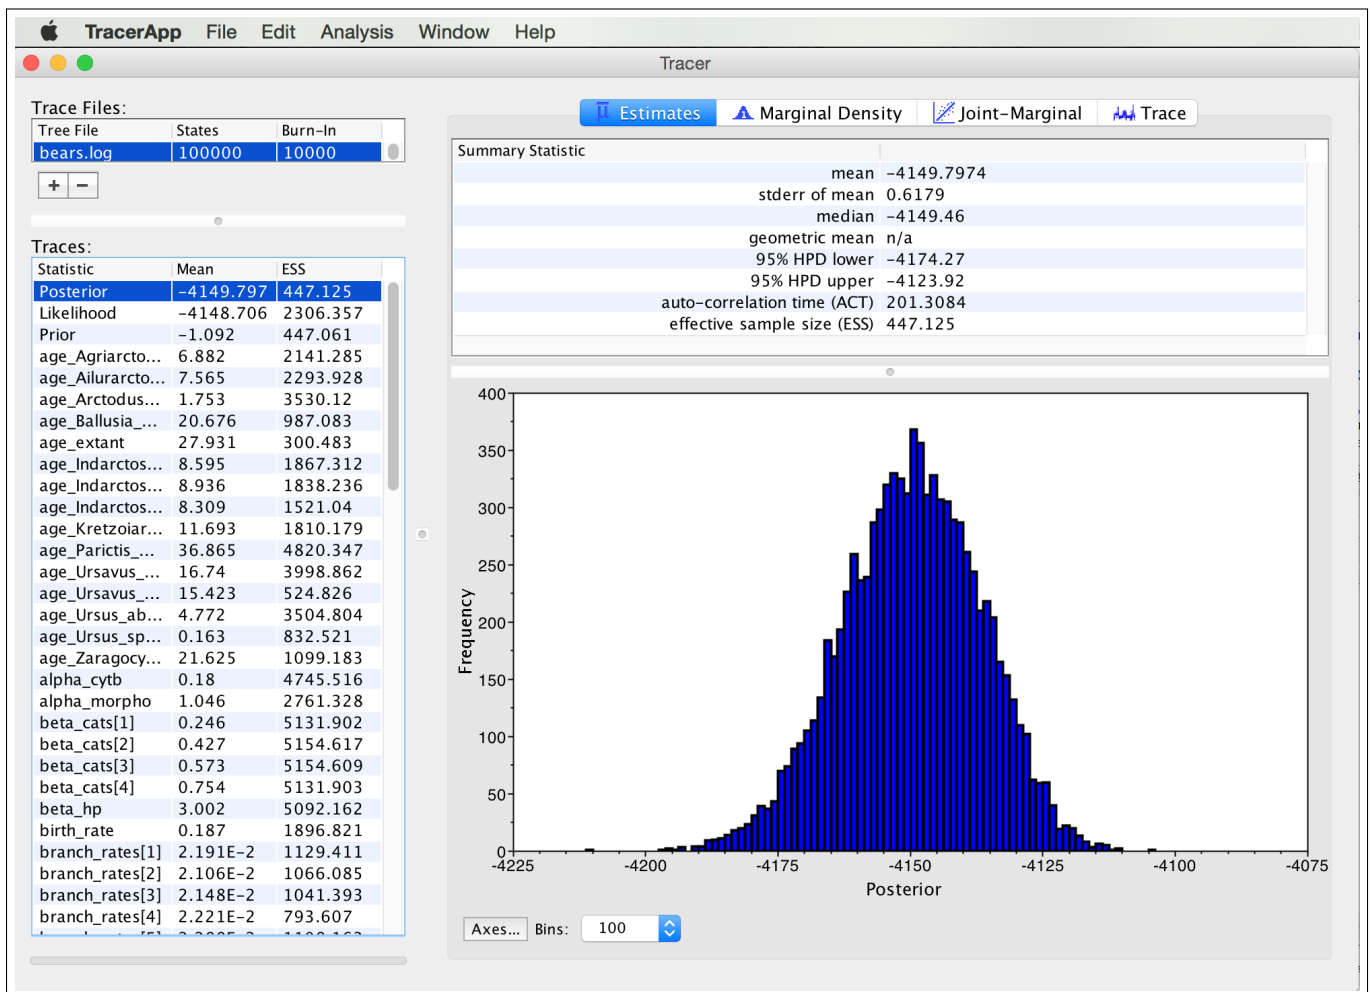 TracerApp File Edit Analysis Window Help
Tracer
Trace Files:
Tree File States Burn-In
bears.log 100000 10000
+ −
Traces:
Statistic Mean ESS
Posterior -4149.797 447.125
Likelihood -4148.706 2306.357
Prior -1.092 447.061
age_Agriarcto... 6.882 2141.285
age_Ailurarcto... 7.565 2293.928
age_Arctodus... 1.753 3530.12
age_Ballusia_... 20.676 987.083
age_extant 27.931 300.483
age_Indarctos... 8.595 1867.312
age_Indarctos... 8.936 1838.236
age_Indarctos... 8.309 1521.04
age_Kretzoiar... 11.693 1810.179
age_Parictis_... 36.865 4820.347
age_Ursavus_... 16.74 3998.862
age_Ursavus_... 15.423 524.826
age_Ursus_ab... 4.772 3504.804
age_Ursus_sp... 0.163 832.521
age_Zaragocy... 21.625 1099.183
alpha_cytb 0.18 4745.516
alpha_morpho 1.046 2761.328
beta_cats[1] 0.246 5131.902
beta_cats[2] 0.427 5154.617
beta_cats[3] 0.573 5154.609
beta_cats[4] 0.754 5131.903
beta_hp 3.002 5092.162
birth_rate 0.187 1896.821
branch_rates[1] 2.191E-2 1129.411
branch_rates[2] 2.106E-2 1066.085
branch_rates[3] 2.148E-2 1041.393
branch_rates[4] 2.221E-2 793.607
Estimates Marginal Density Joint-Marginal Trace
Summary Statistic
mean -4149.7974
stderr of mean 0.6179
median -4149.46
geometric mean n/a
95% HPD lower -4174.27
95% HPD upper -4123.92
auto-correlation time (ACT) 201.3084
effective sample size (ESS) 447.125
400
350
300
250
200
150
100
50
0
Frequency
-4225 -4200 -4175 -4150 -4125 -4100 -4075
Posterior
Axes... Bins: 100